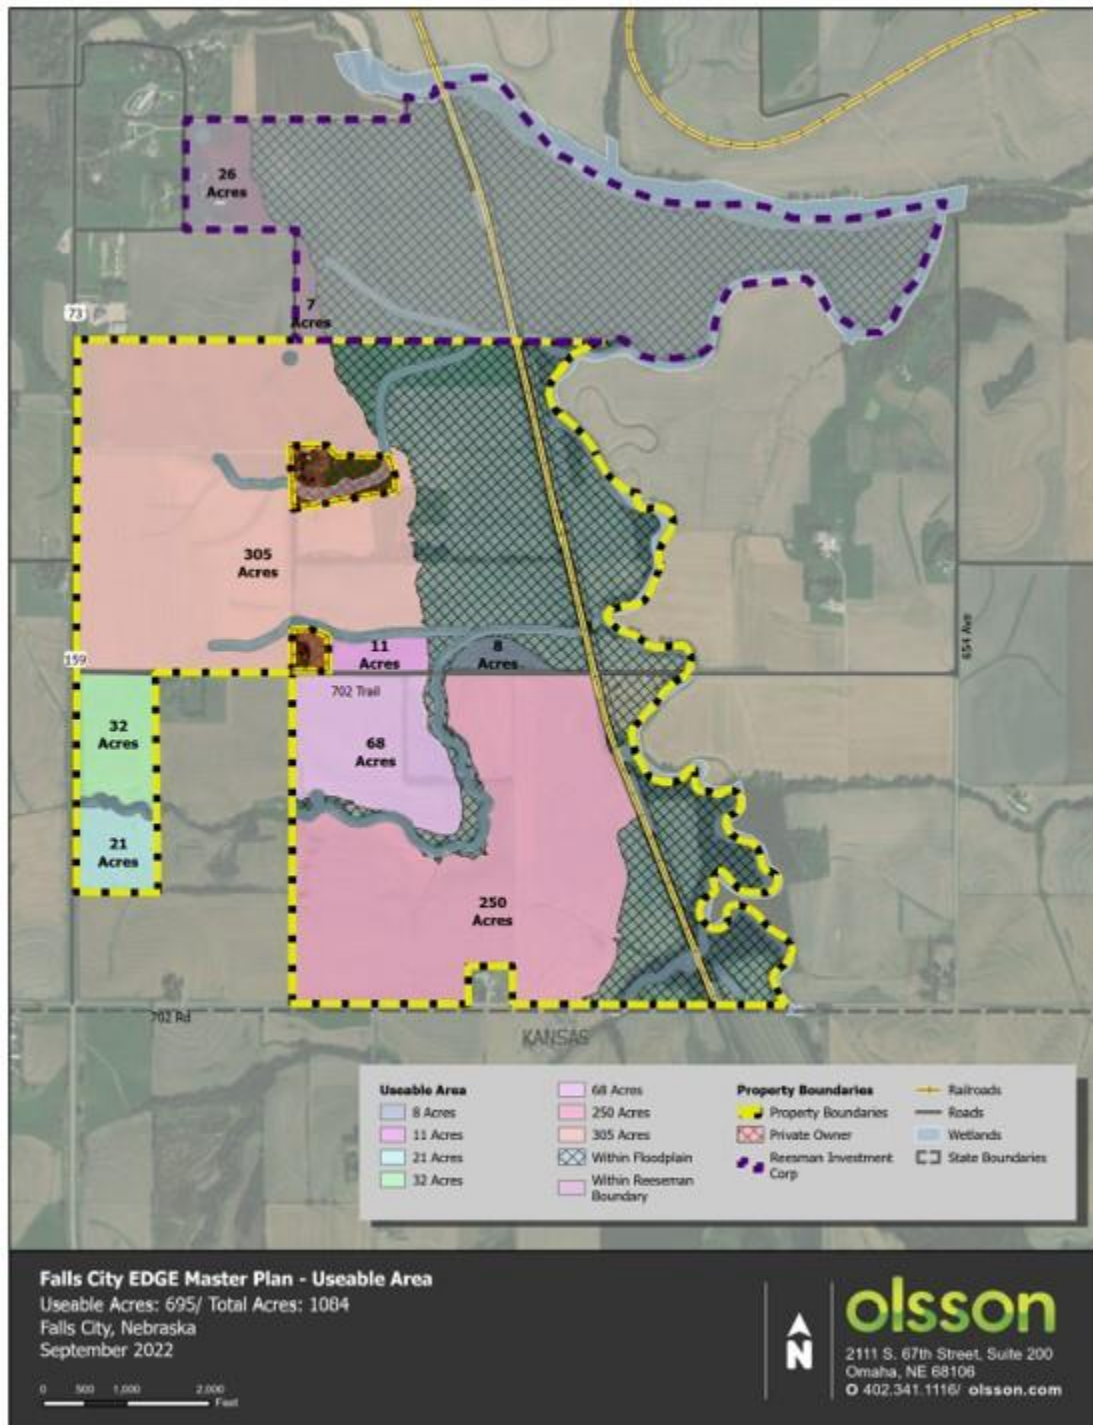 26
Acres
7
Acres
73
305
Acres
159
11
Acres
8
Acres
654 Ave
702 Trail
32
Acres
68
Acres
21
Acres
250
Acres
702 Rd
KANSAS
Useable Area
8 Acres
11 Acres
21 Acres
32 Acres
68 Acres
250 Acres
305 Acres
Within Floodplain
Within Reeseman
Boundary
Property Boundaries
Property Boundaries
Private Owner
Reesman Investment
Corp
Railroads
Roads
Wetlands
State Boundaries
Falls City EDGE Master Plan - Useable Area
Useable Acres: 695/ Total Acres: 1084
Falls City, Nebraska
September 2022
0 500 1,000 2,000
Feet
N
olsson
2111 S. 67th Street, Suite 200
Omaha, NE 68106
O 402.341.1116/ olsson.com